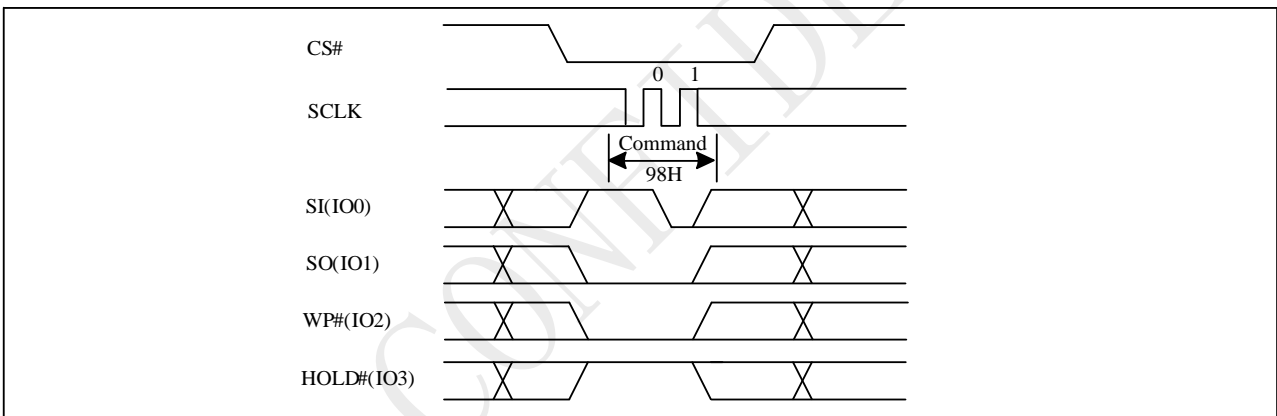 CS#
0 1
SCLK
Command
98H
SI(IO0)
SO(IO1)
WP#(IO2)
HOLD#(IO3)